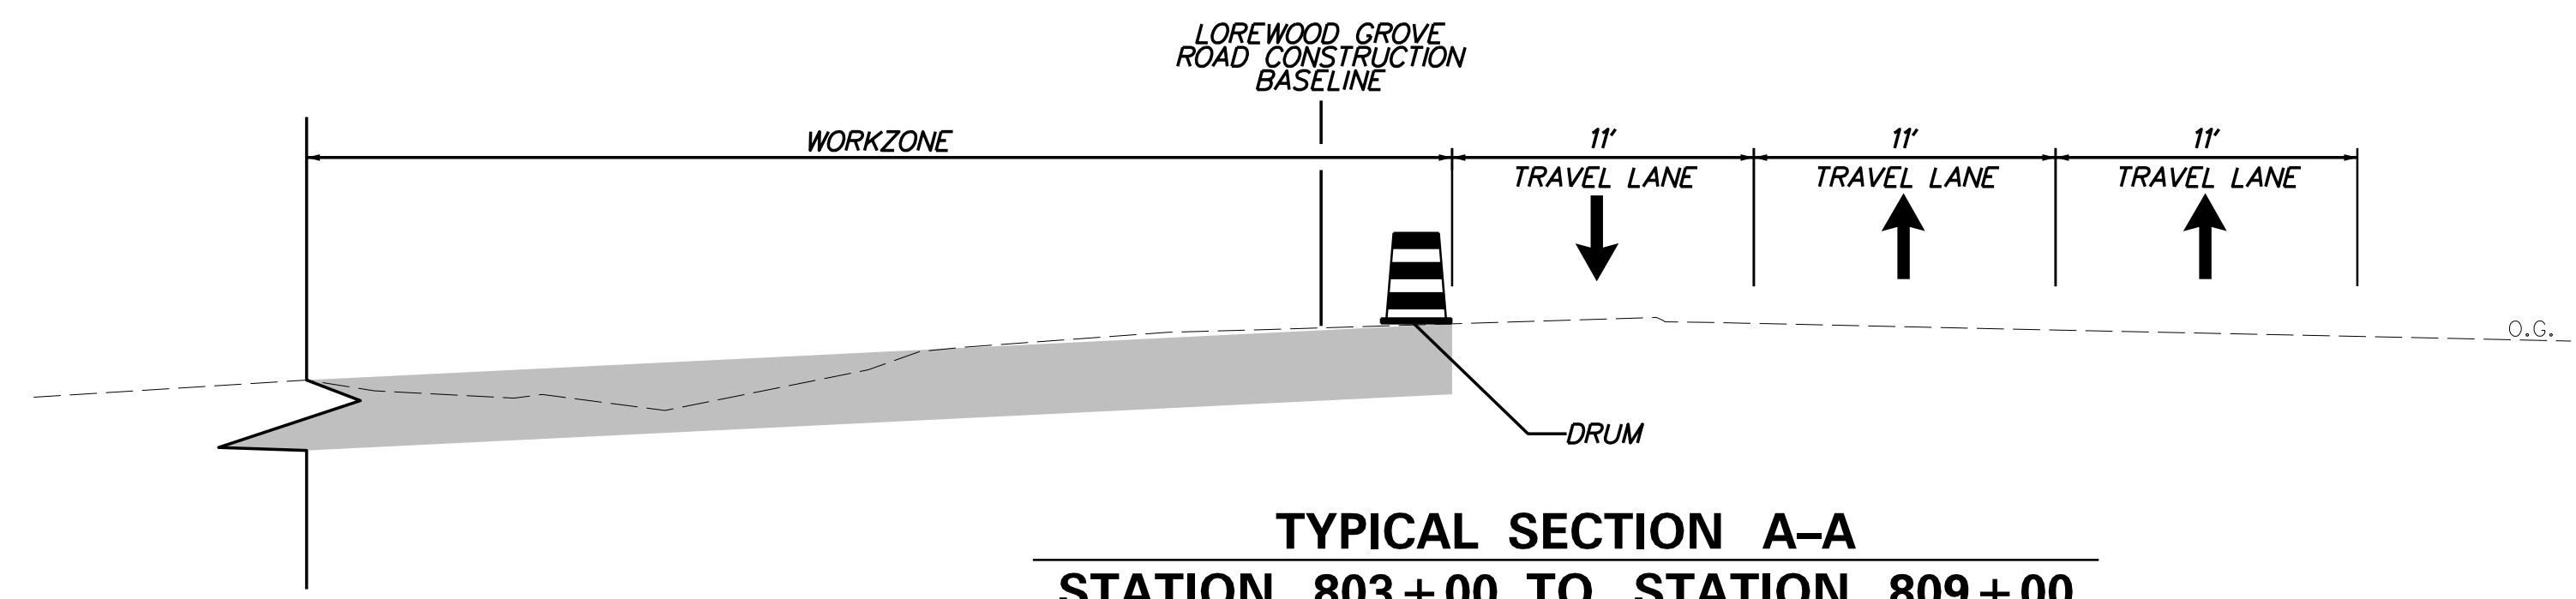 LOREWOOD GROVE
ROAD CONSTRUCTION
BASELINE
WORKZONE
11'
11'
11'
TRAVEL LANE
TRAVEL LANE
TRAVEL LANE
O.G.
DRUM
TYPICAL SECTION A-A
STATION 803+00 TO STATION 809+00